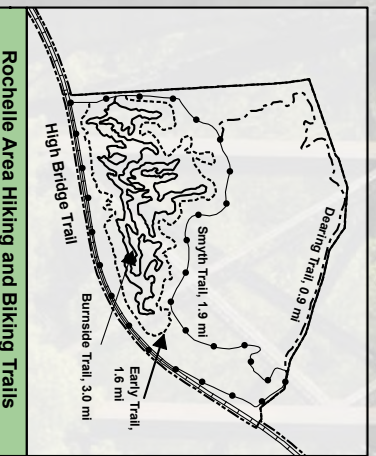 Dearing Trail, 0.9 mi
Smyth Trail, 1.9 mi
Early Trail,
1.6 mi
Burnside Trail, 3.0 mi
High Bridge Trail
Rochelle Area Hiking and Biking Trails